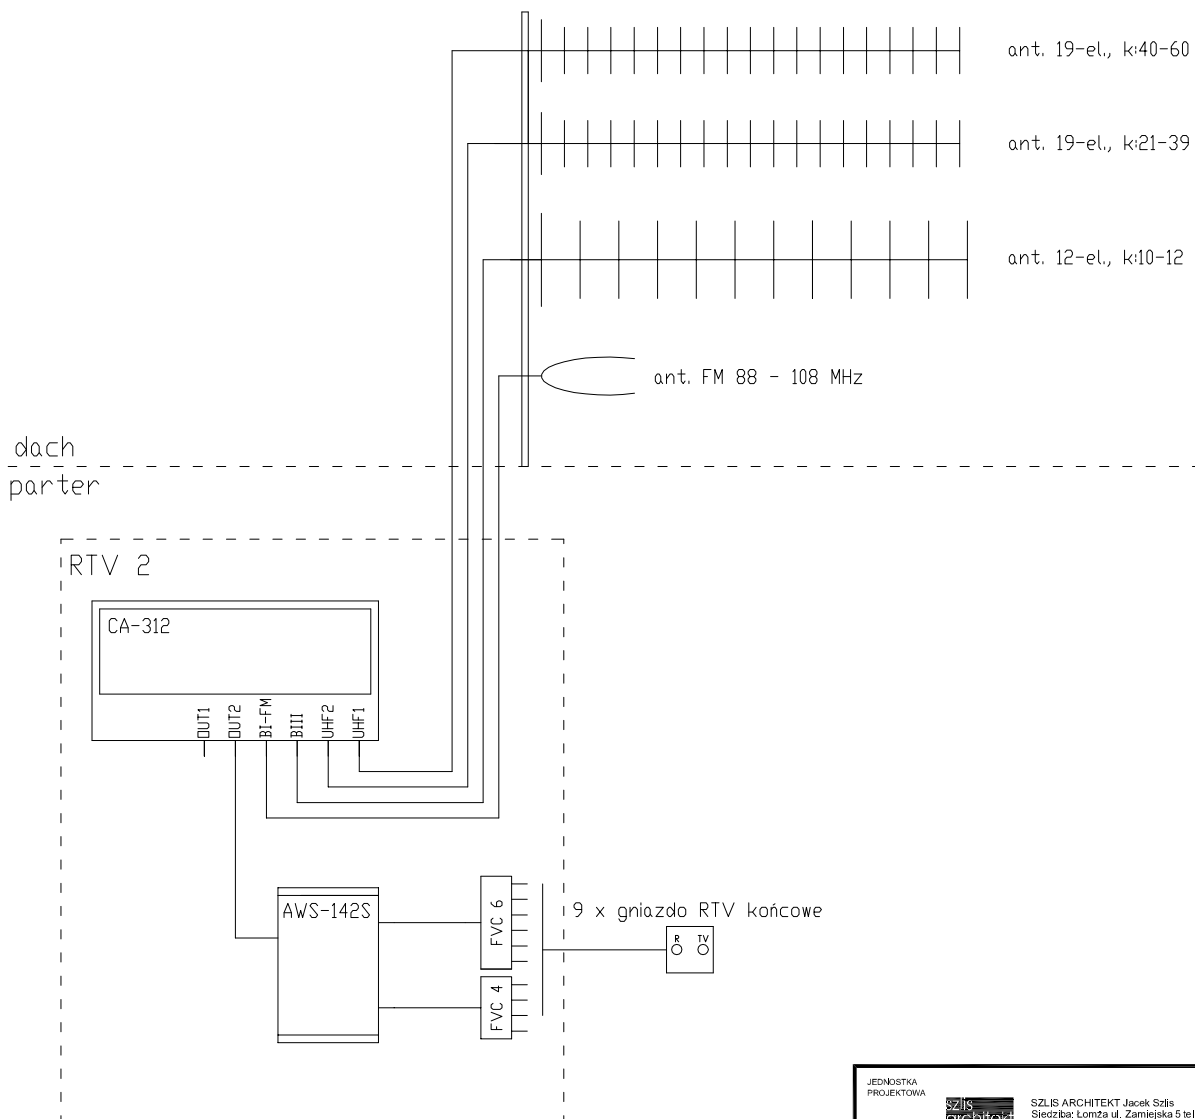 ant. 19-el., k:40-60
ant. 19-el., k:21-39
ant. 12-el., k:10-12
ant. FM 88 - 108 MHz
dach
parter
RTV 2
CA-312
OUT1
OUT2
BI-FM
BIII
UHF2
UHF1
AWS-142S
FVC 6
FVC 4
9 x gniazdo RTV końcowe
R TV
JEDNOSTKA
PROJEKTOWA
szlis
architekt
SZLIS ARCHITEKT Jacek Szlis
Siedziba: Łomża ul. Zamiejska 5 tel